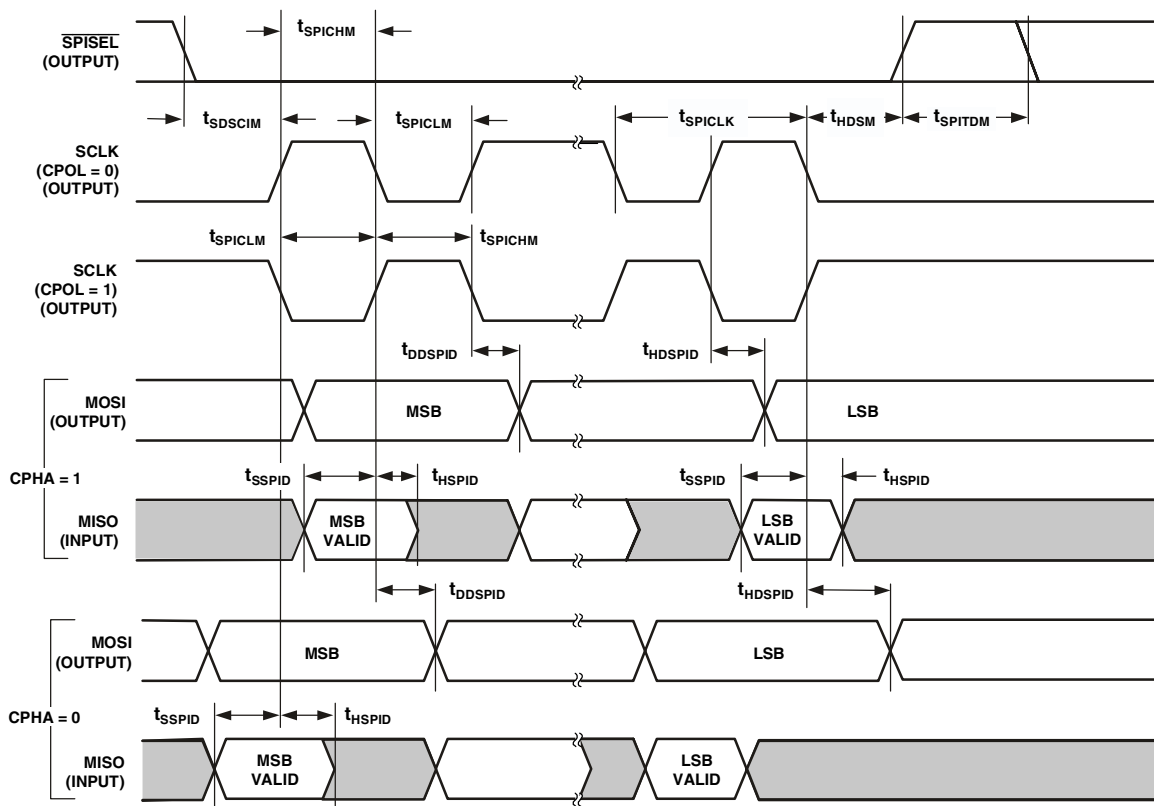 tSPICHM
SPISEL
(OUTPUT)
tSDSCIM
tSPICLM
tSPICLK
tHDSM
tSPITDM
SCLK
(CPOL = 0)
(OUTPUT)
tSPICLM
tSPICHM
SCLK
(CPOL = 1)
(OUTPUT)
tDDSPID
tHDSPID
MOSI
(OUTPUT)
MSB
LSB
CPHA = 1
tSSPID
tHSPID
tSSPID
tHSPID
MISO
(INPUT)
MSB
VALID
LSB
VALID
tDDSPID
tHDSPID
MOSI
(OUTPUT)
MSB
LSB
CPHA = 0
tSSPID
tHSPID
MISO
(INPUT)
MSB
VALID
LSB
VALID